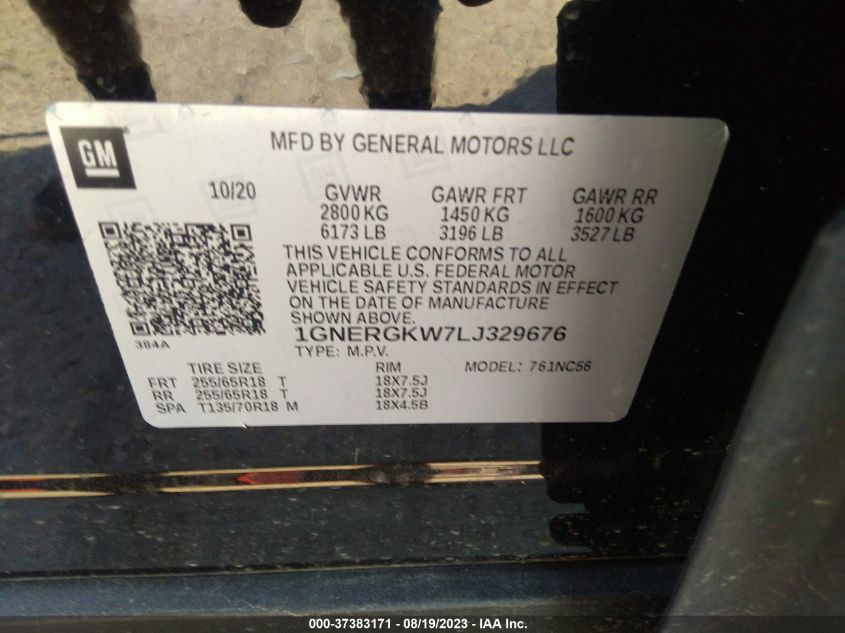 GM
MFD BY GENERAL MOTORS LLC
10/20 GVWR GAWR FRT GAWR RR
2800 KG 1450 KG 1600 KG
6173 LB 3196 LB 3527 LB
THIS VEHICLE CONFORMS TO ALL
APPLICABLE U.S. FEDERAL MOTOR
VEHICLE SAFETY STANDARDS IN EFFECT
ON THE DATE OF MANUFACTURE
SHOWN ABOVE.
384A
1GNERGKW7LJ329676
TYPE: M.P.V.
TIRE SIZE RIM MODEL: 761NC56
FRT 255/65R18 T 18X7.5J
RR 255/65R18 T 18X7.5J
SPA T135/70R18 M 18X4.5B
000-37383171 - 08/19/2023 - IAA Inc.